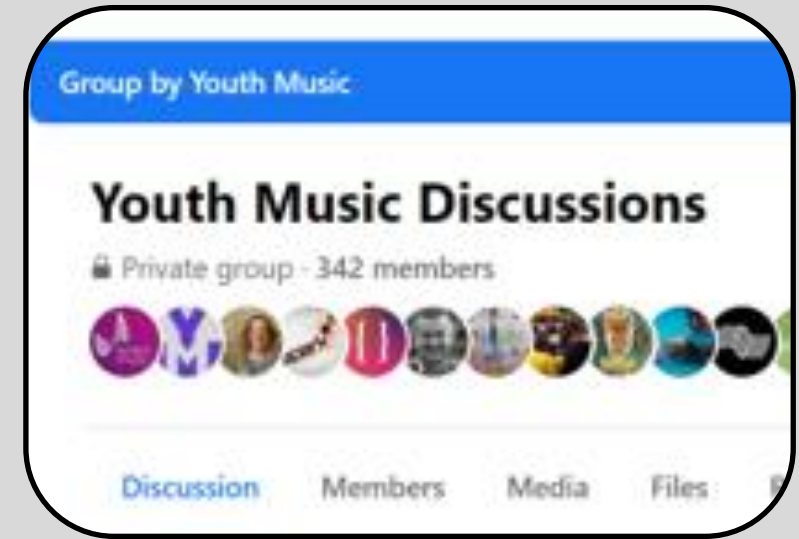 Group by Youth Music
Youth Music Discussions
Private group · 342 members
Discussion Members Media Files